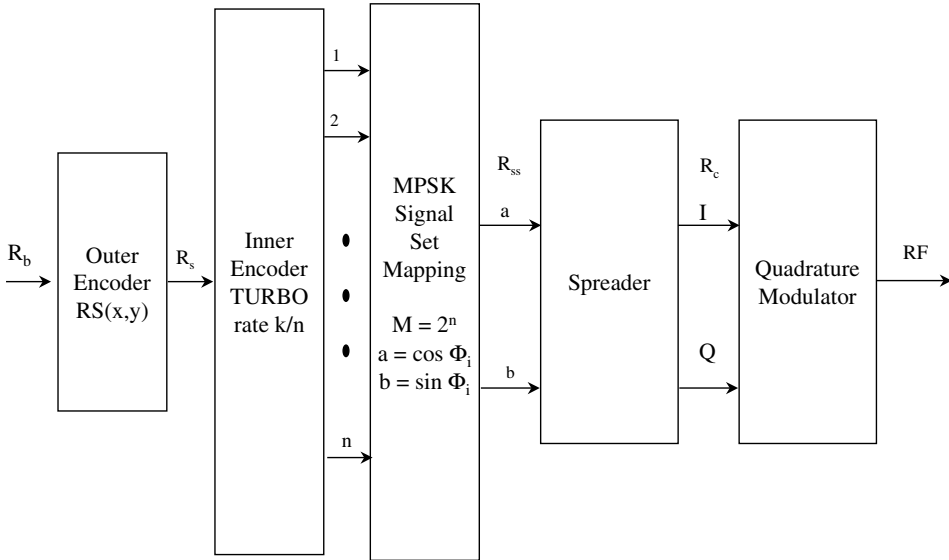 R_b
Outer
Encoder
RS(x,y)
R_s
Inner
Encoder
TURBO
rate k/n
1
2
n
MPSK
Signal
Set
Mapping
M = 2^n
a = cos Φ_i
b = sin Φ_i
R_ss
a
b
Spreader
R_c
I
Q
Quadrature
Modulator
RF